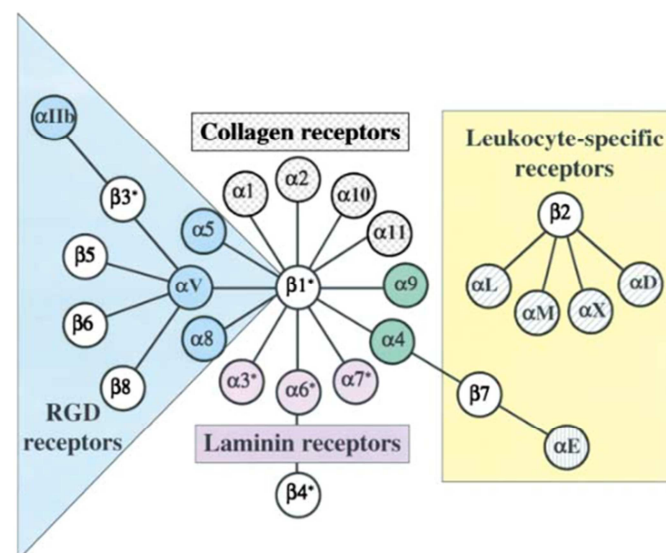 αIIb
Collagen receptors
Leukocyte-specific
receptors
β3*
α1
α2
α10
α11
β2
α5
β5
αV
β1*
α9
αL
αM
αX
αD
β6
α8
α4
β8
α3*
α6*
α7*
β7
RGD
receptors
Laminin receptors
αE
β4*